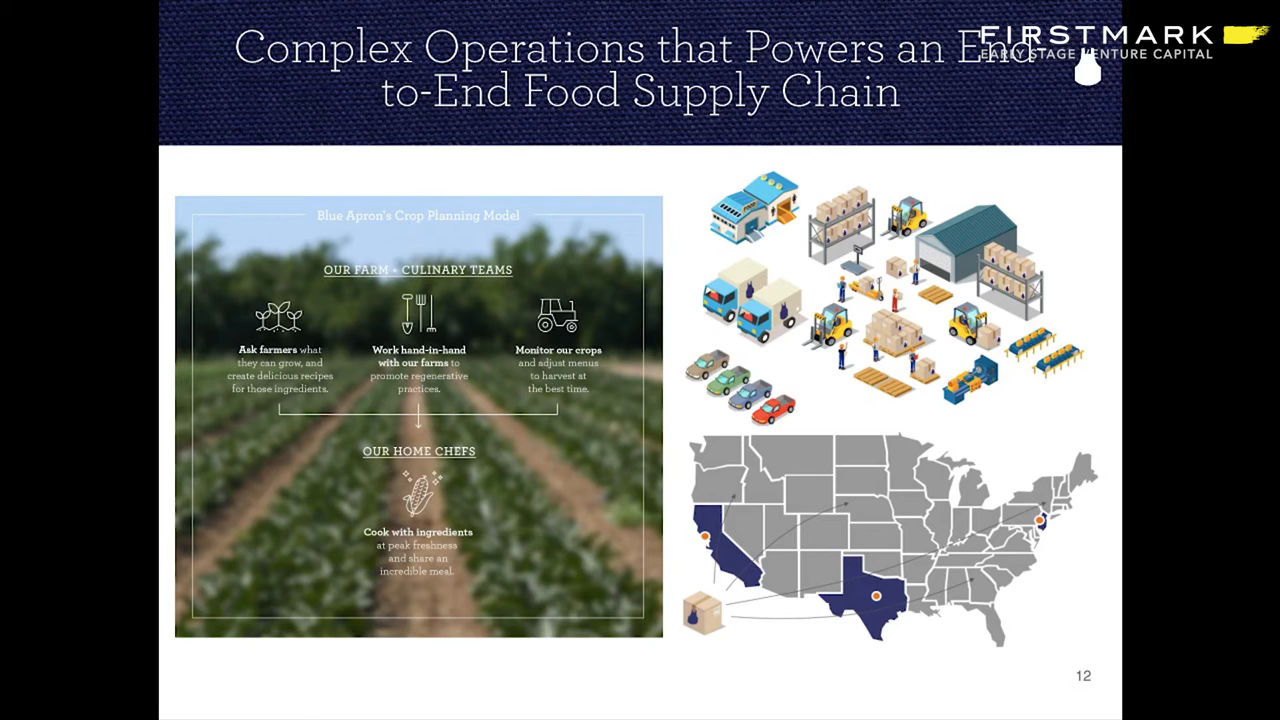 Complex Operations that Powers an End-
to-End Food Supply Chain
FIRSTMARK
EARLY STAGE VENTURE CAPITAL
Blue Apron's Crop Planning Model
OUR FARM + CULINARY TEAMS
Ask farmers what
they can grow, and
create delicious recipes
for those ingredients.
Work hand-in-hand
with our farms to
promote regenerative
practices.
Monitor our crops
and adjust menus
to harvest at
the best time.
OUR HOME CHEFS
Cook with ingredients
at peak freshness
and share an
incredible meal.
FOOD
12